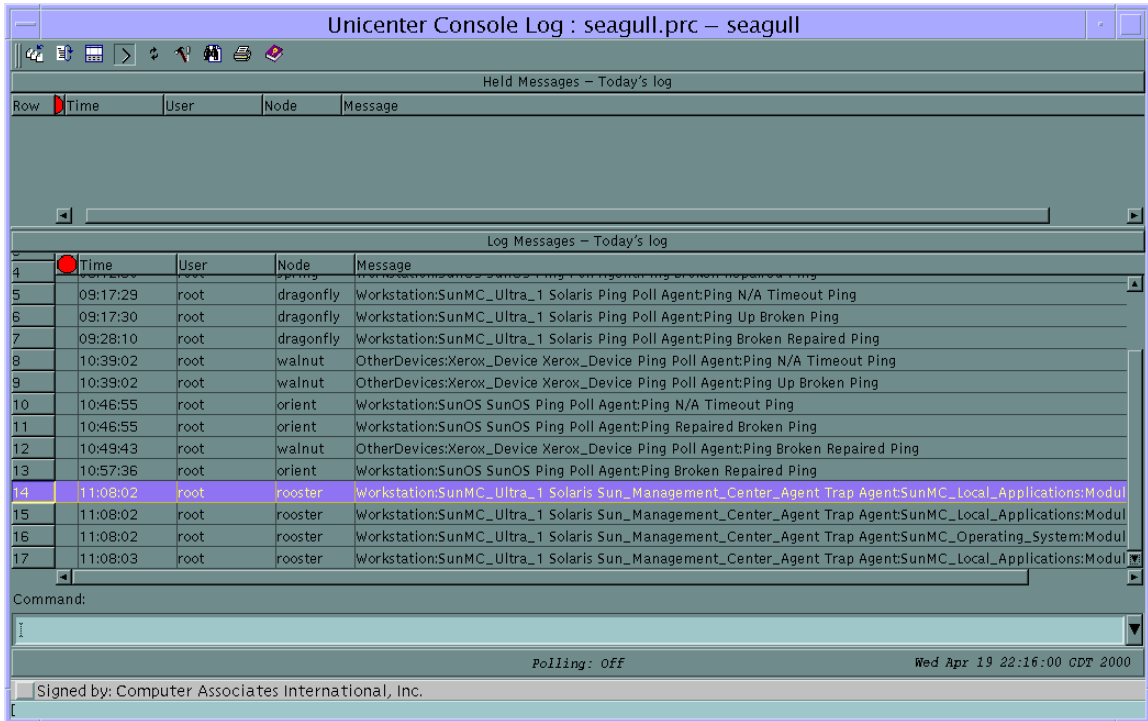 Unicenter Console Log : seagull.prc – seagull
Held Messages – Today's log
Row Time User Node Message
Log Messages – Today's log
Time User Node Message
4
5 09:17:29 root dragonfly Workstation:SunMC_Ultra_1 Solaris Ping Poll Agent:Ping N/A Timeout Ping
6 09:17:30 root dragonfly Workstation:SunMC_Ultra_1 Solaris Ping Poll Agent:Ping Up Broken Ping
7 09:28:10 root dragonfly Workstation:SunMC_Ultra_1 Solaris Ping Poll Agent:Ping Broken Repaired Ping
8 10:39:02 root walnut OtherDevices:Xerox_Device Xerox_Device Ping Poll Agent:Ping N/A Timeout Ping
9 10:39:02 root walnut OtherDevices:Xerox_Device Xerox_Device Ping Poll Agent:Ping Up Broken Ping
10 10:46:55 root orient Workstation:SunOS SunOS Ping Poll Agent:Ping N/A Timeout Ping
11 10:46:55 root orient Workstation:SunOS SunOS Ping Poll Agent:Ping Repaired Broken Ping
12 10:49:43 root walnut OtherDevices:Xerox_Device Xerox_Device Ping Poll Agent:Ping Broken Repaired Ping
13 10:57:36 root orient Workstation:SunOS SunOS Ping Poll Agent:Ping Broken Repaired Ping
14 11:08:02 root rooster Workstation:SunMC_Ultra_1 Solaris Sun_Management_Center_Agent Trap Agent:SunMC_Local_Applications:Modul
15 11:08:02 root rooster Workstation:SunMC_Ultra_1 Solaris Sun_Management_Center_Agent Trap Agent:SunMC_Local_Applications:Modul
16 11:08:02 root rooster Workstation:SunMC_Ultra_1 Solaris Sun_Management_Center_Agent Trap Agent:SunMC_Operating_System:Modul
17 11:08:03 root rooster Workstation:SunMC_Ultra_1 Solaris Sun_Management_Center_Agent Trap Agent:SunMC_Local_Applications:Modul
Command:
Polling: Off Wed Apr 19 22:16:00 CDT 2000
Signed by: Computer Associates International, Inc.
[